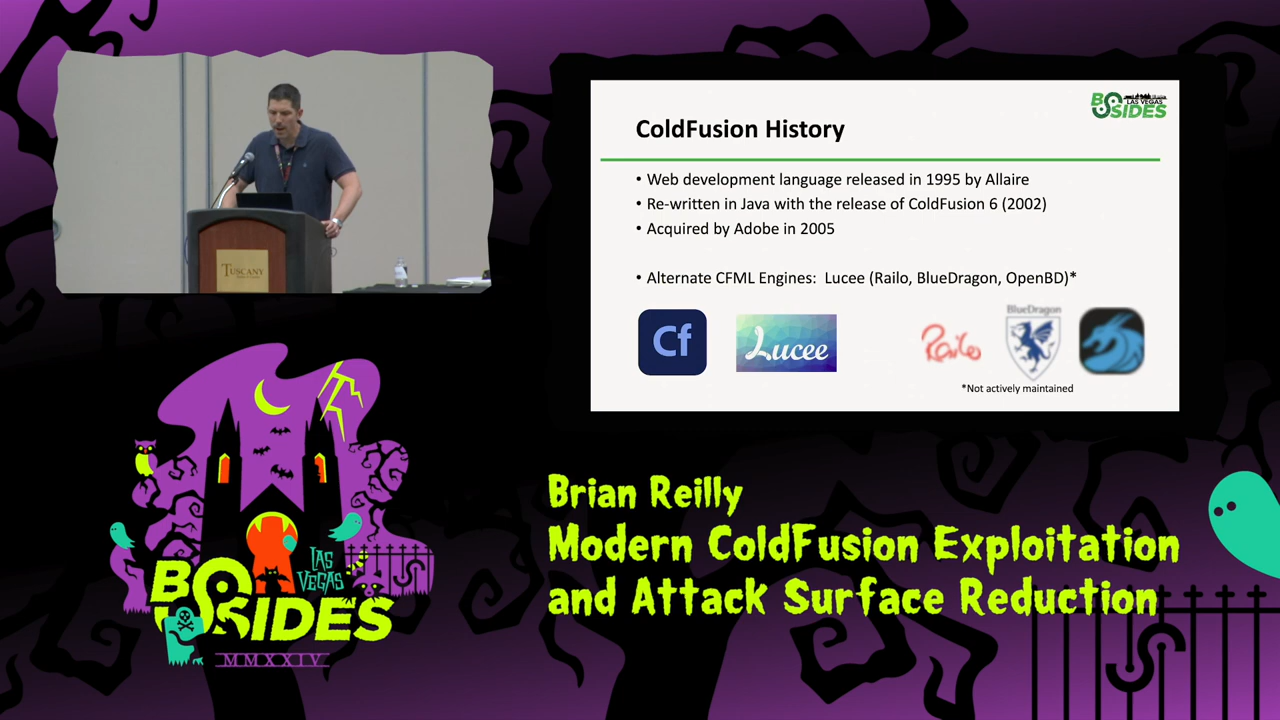 TUSCANY
BSIDES
LAS VEGAS
ColdFusion History
• Web development language released in 1995 by Allaire
• Re-written in Java with the release of ColdFusion 6 (2002)
• Acquired by Adobe in 2005
• Alternate CFML Engines: Lucee (Railo, BlueDragon, OpenBD)*
Cf
Lucee
Railo
BlueDragon
*Not actively maintained
LAS
VEGAS
BSIDES
MMXXIV
Brian Reilly
Modern ColdFusion Exploitation
and Attack Surface Reduction